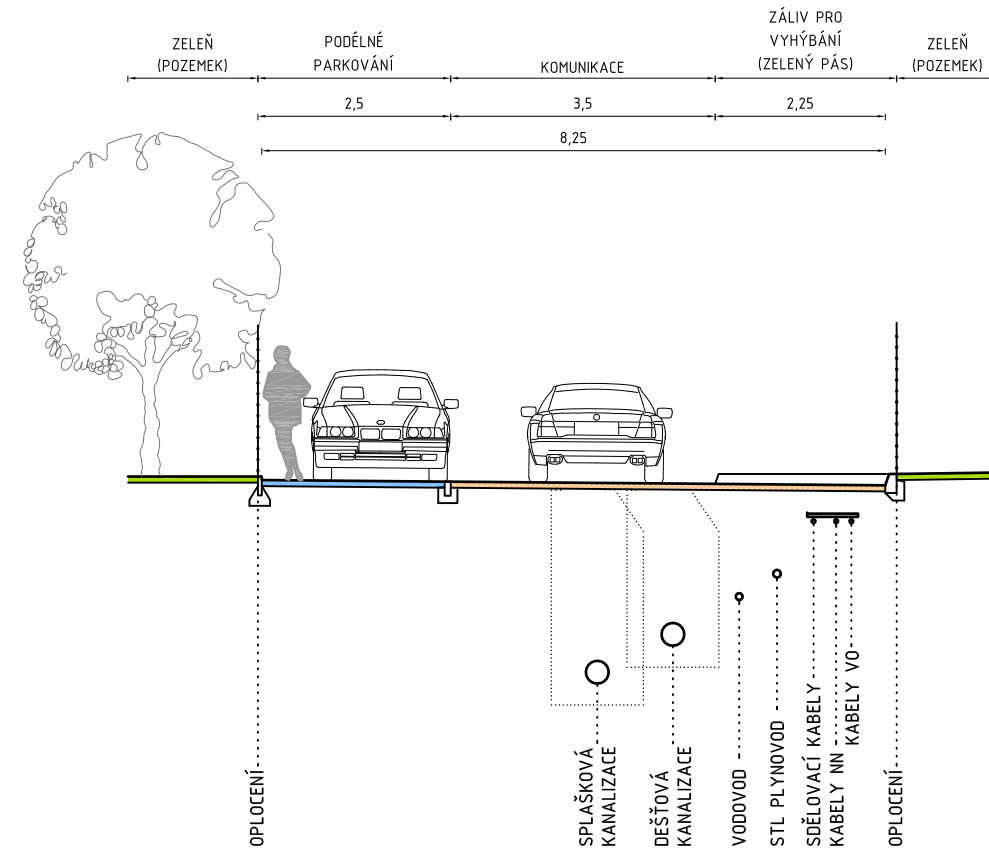 ZELEŇ
(POZEMEK)
PODÉLNÉ
PARKOVÁNÍ
KOMUNIKACE
ZÁLIV PRO
VYHÝBÁNÍ
(ZELENÝ PÁS)
ZELEŇ
(POZEMEK)
2,5
3,5
2,25
8,25
OPLOCENÍ
SPLAŠKOVÁ
KANALIZACE
DEŠŤOVÁ
KANALIZACE
VODOVOD
STL PLYNOVOD
SDĚLOVACÍ KABELY
KABELY NN
KABELY VO
OPLOCENÍ